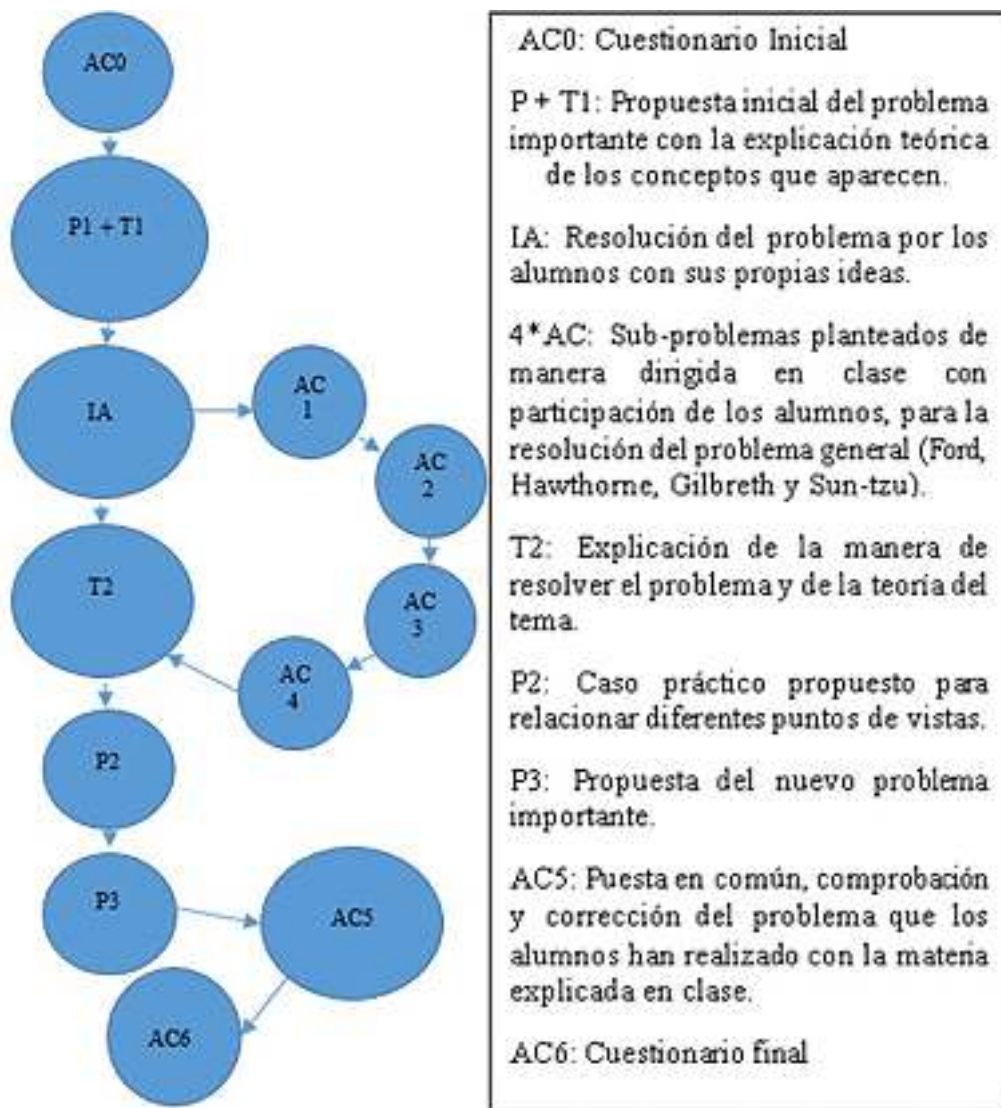 AC0
P1 + T1
IA
AC
1
AC
2
AC
3
AC
4
T2
P2
P3
AC5
AC6
AC0: Cuestionario Inicial
P + T1: Propuesta inicial del problema
importante con la explicación teórica
de los conceptos que aparecen.
IA: Resolución del problema por los
alumnos con sus propias ideas.
4*AC: Sub-problemas planteados de
manera dirigida en clase con
participación de los alumnos, para la
resolución del problema general (Ford,
Hawthorne, Gilbreth y Sun-tzu).
T2: Explicación de la manera de
resolver el problema y de la teoría del
tema.
P2: Caso práctico propuesto para
relacionar diferentes puntos de vistas.
P3: Propuesta del nuevo problema
importante.
AC5: Puesta en común, comprobación
y corrección del problema que los
alumnos han realizado con la materia
explicada en clase.
AC6: Cuestionario final